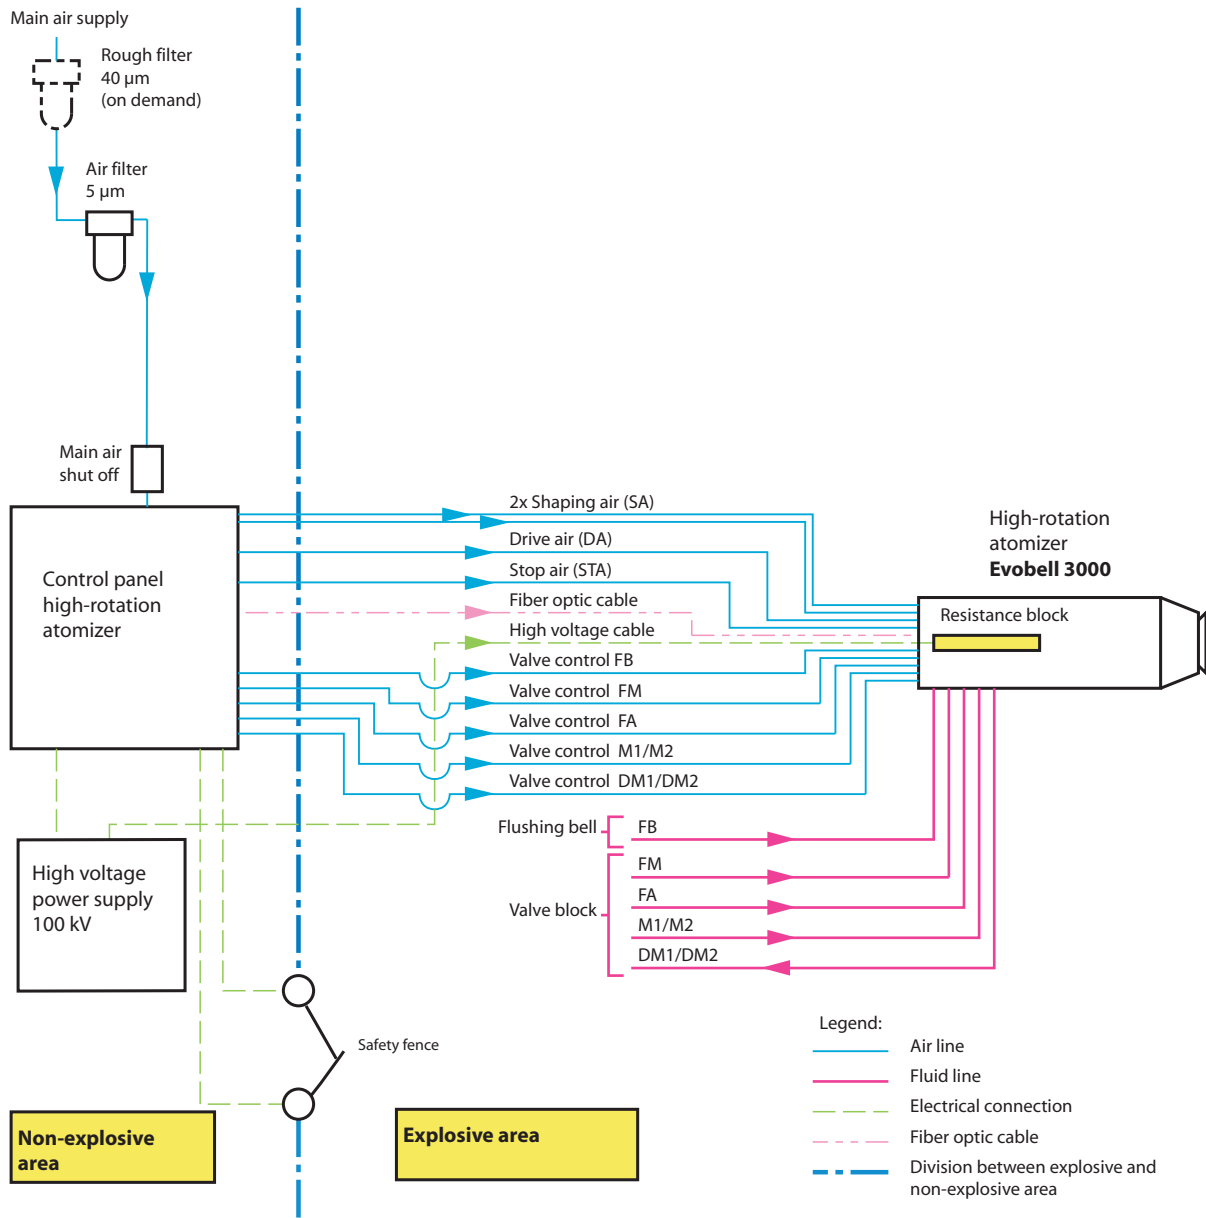 Main air supply
Rough filter
40 µm
(on demand)
Air filter
5 µm
Main air
shut off
Control panel
high-rotation
atomizer
2x Shaping air (SA)
Drive air (DA)
Stop air (STA)
Fiber optic cable
High voltage cable
Valve control FB
Valve control FM
Valve control FA
Valve control M1/M2
Valve control DM1/DM2
High-rotation
atomizer
Evobell 3000
Resistance block
Flushing bell
FB
Valve block
FM
FA
M1/M2
DM1/DM2
High voltage
power supply
100 kV
Safety fence
Non-explosive
area
Explosive area
Legend:
Air line
Fluid line
Electrical connection
Fiber optic cable
Division between explosive and
non-explosive area